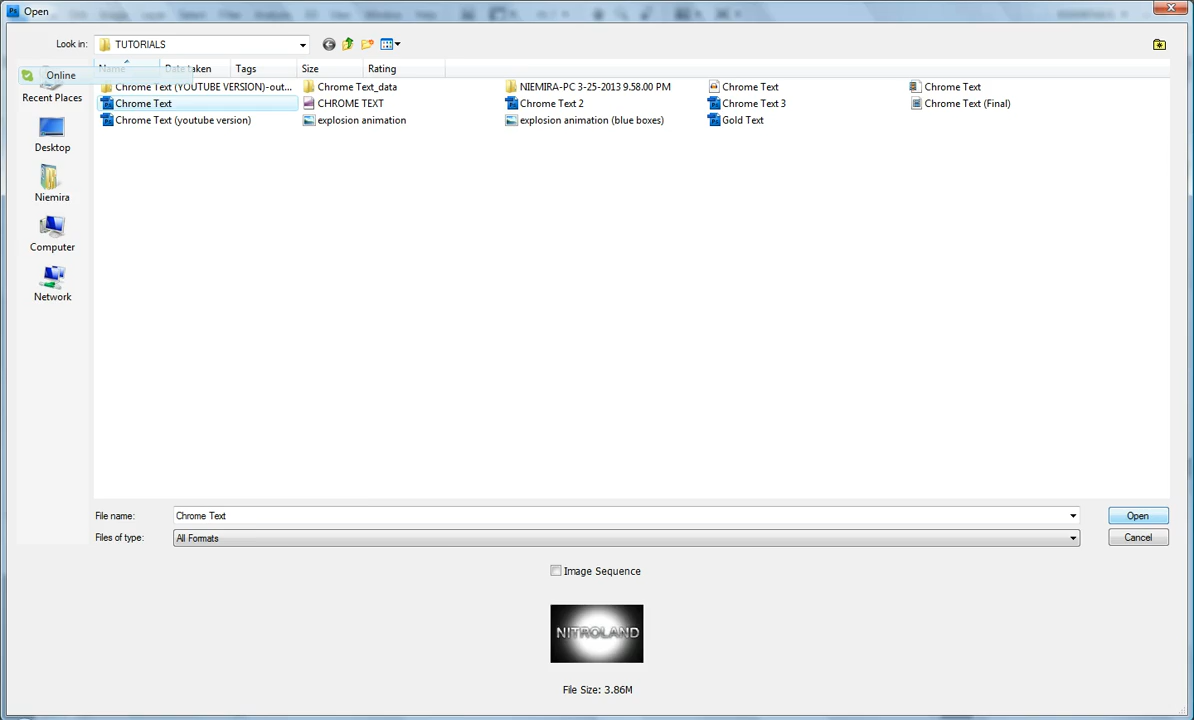 Open
Look in: TUTORIALS
Online
Name Date taken Tags Size Rating
Recent Places
Desktop
Niemira
Computer
Network
Chrome Text (YOUTUBE VERSION)-out... Chrome Text_data NIEMIRA-PC 3-25-2013 9.58.00 PM Chrome Text Chrome Text
Chrome Text CHROME TEXT Chrome Text 2 Chrome Text 3 Chrome Text (Final)
Chrome Text (youtube version) explosion animation explosion animation (blue boxes) Gold Text
File name: Chrome Text Open
Files of type: All Formats Cancel
Image Sequence
NITROLAND
File Size: 3.86M